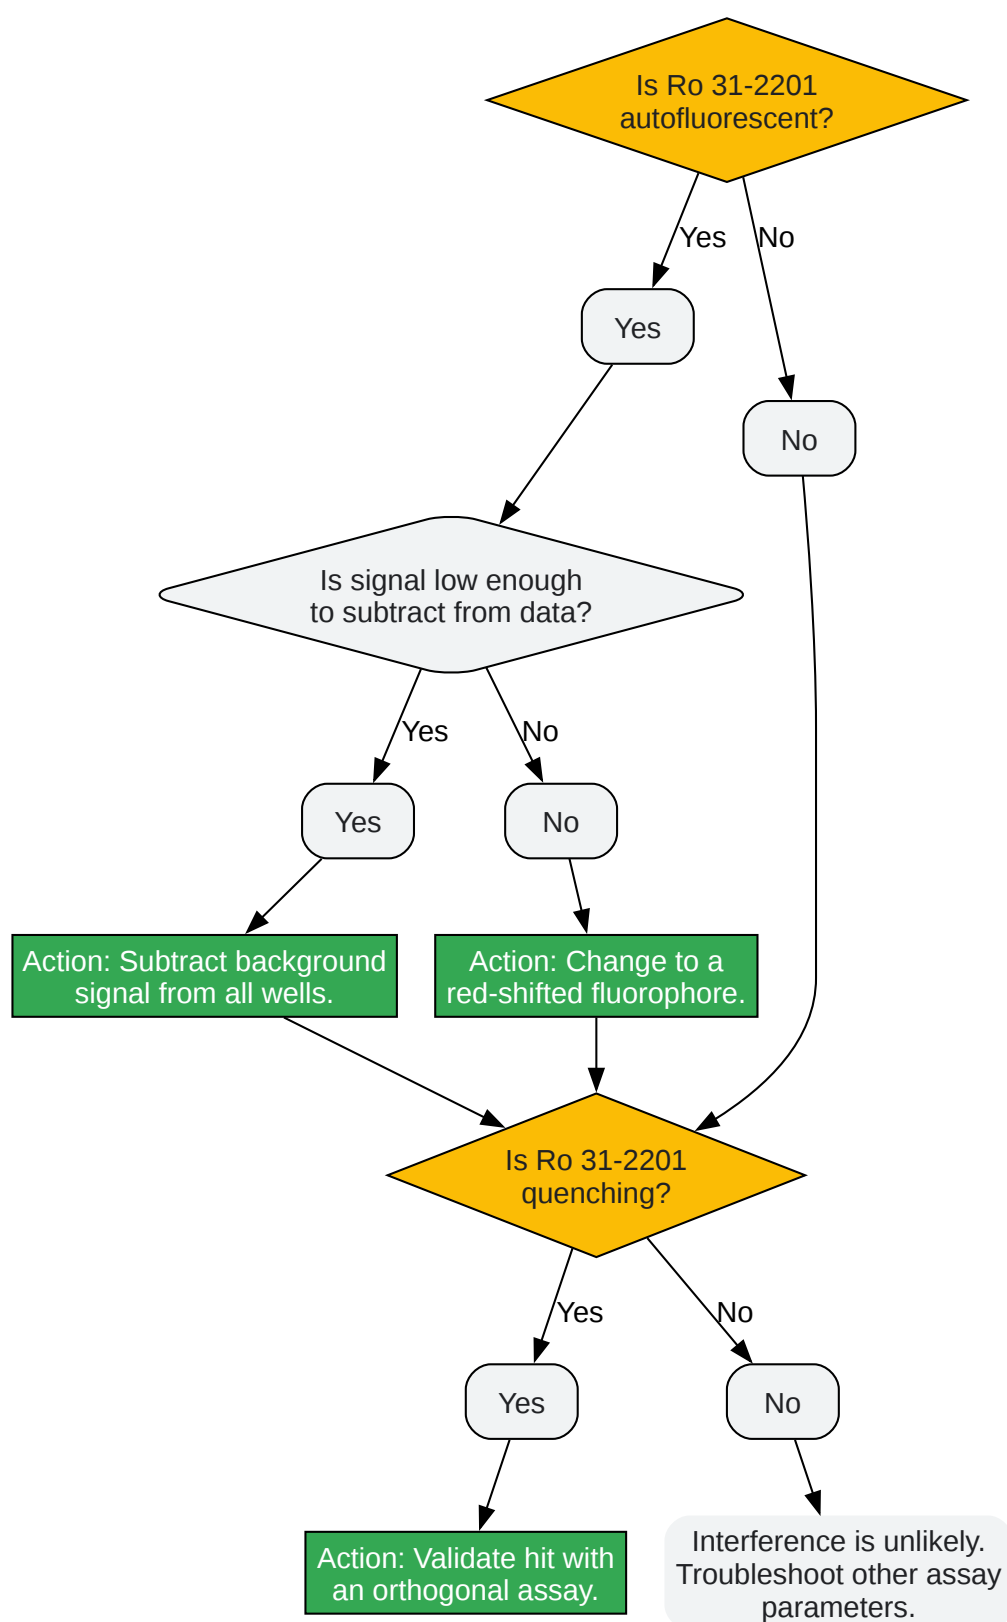 Is Ro 31-2201
autofluorescent?
Yes
No
Yes
No
Is signal low enough
to subtract from data?
Yes
No
Yes
No
Action: Subtract background
signal from all wells.
Action: Change to a
red-shifted fluorophore.
Is Ro 31-2201
quenching?
Yes
No
Yes
No
Action: Validate hit with
an orthogonal assay.
Interference is unlikely.
Troubleshoot other assay
parameters.